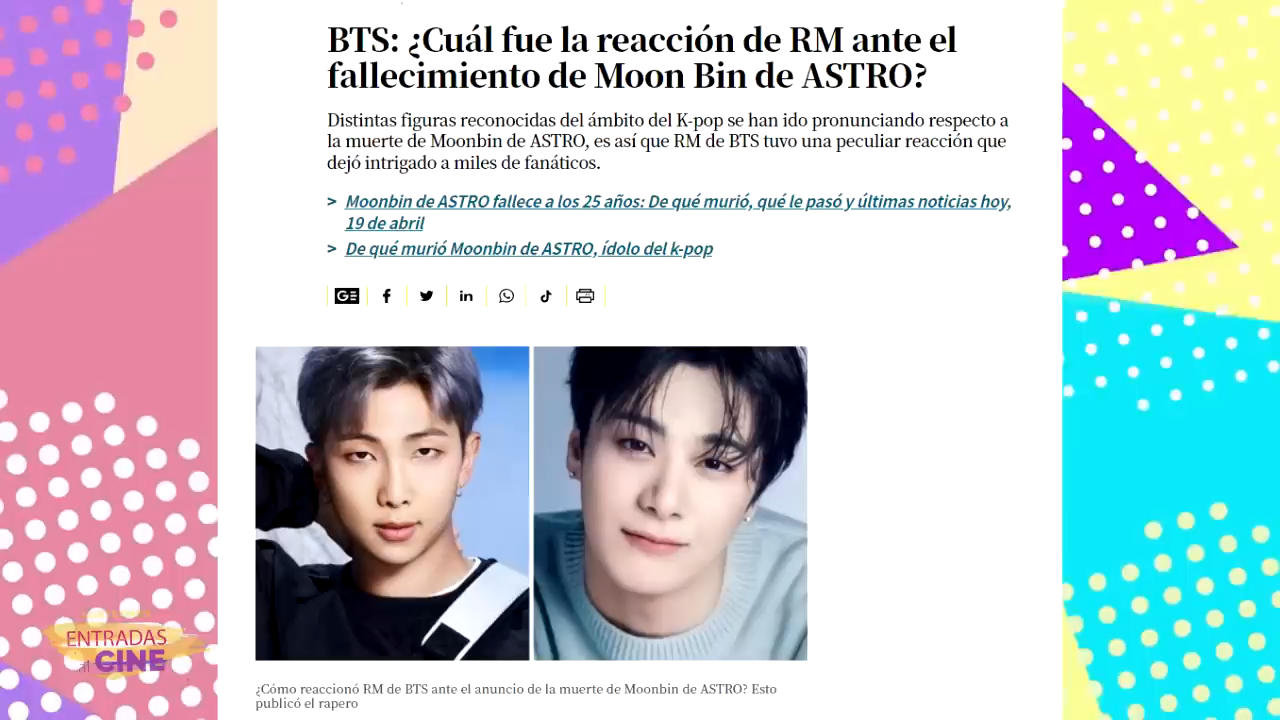 BTS: ¿Cuál fue la reacción de RM ante el
fallecimiento de Moon Bin de ASTRO?
Distintas figuras reconocidas del ámbito del K-pop se han ido pronunciando respecto a
la muerte de Moonbin de ASTRO, es así que RM de BTS tuvo una peculiar reacción que
dejó intrigado a miles de fanáticos.
> Moonbin de ASTRO fallece a los 25 años: De qué murió, qué le pasó y últimas noticias hoy,
19 de abril
> De qué murió Moonbin de ASTRO, ídolo del k-pop
GE
in
ENTRADAS
al CINE
¿Cómo reaccionó RM de BTS ante el anuncio de la muerte de Moonbin de ASTRO? Esto
publicó el rapero